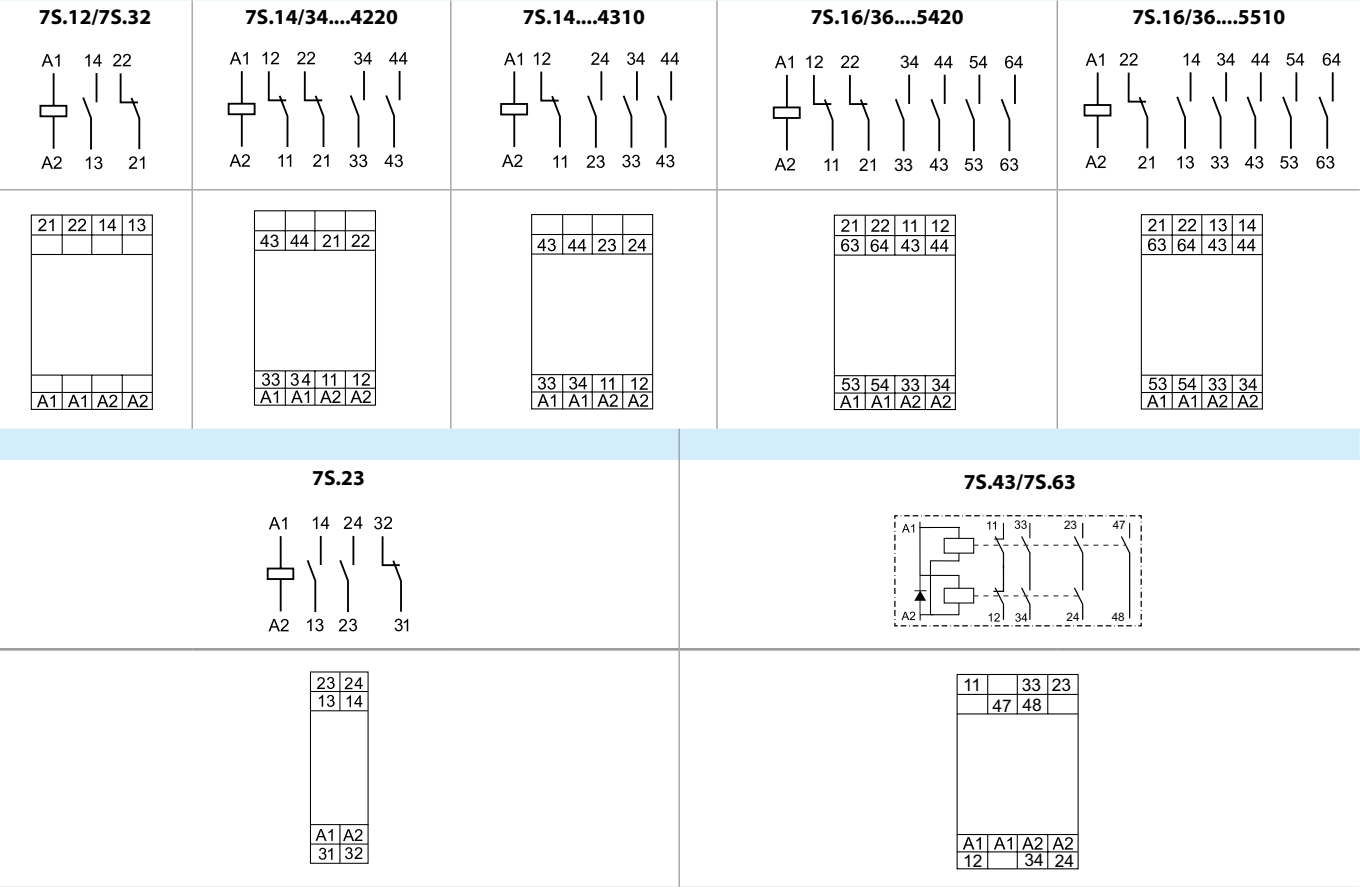 7S.12/7S.32 7S.14/34....4220 7S.14....4310 7S.16/36....5420 7S.16/36....5510
A1 14 22 A1 12 22 34 44 A1 12 24 34 44 A1 12 22 34 44 54 64 A1 22 14 34 44 54 64
A2 13 21 A2 11 21 33 43 A2 11 23 33 43 A2 11 21 33 43 53 63 A2 21 13 33 43 53 63
21 22 14 13 21 22 11 12 21 22 13 14
43 44 21 22 43 44 23 24 63 64 43 44 63 64 43 44
33 34 11 12 33 34 11 12 53 54 33 34 53 54 33 34
A1 A1 A2 A2 A1 A1 A2 A2 A1 A1 A2 A2 A1 A1 A2 A2 A1 A1 A2 A2
7S.23 7S.43/7S.63
A1 14 24 32 A1 11 33 23 47
A2 13 23 31 A2 12 34 24 48
23 24 11 33 23
13 14 47 48
A1 A2 A1 A1 A2 A2
31 32 12 34 24